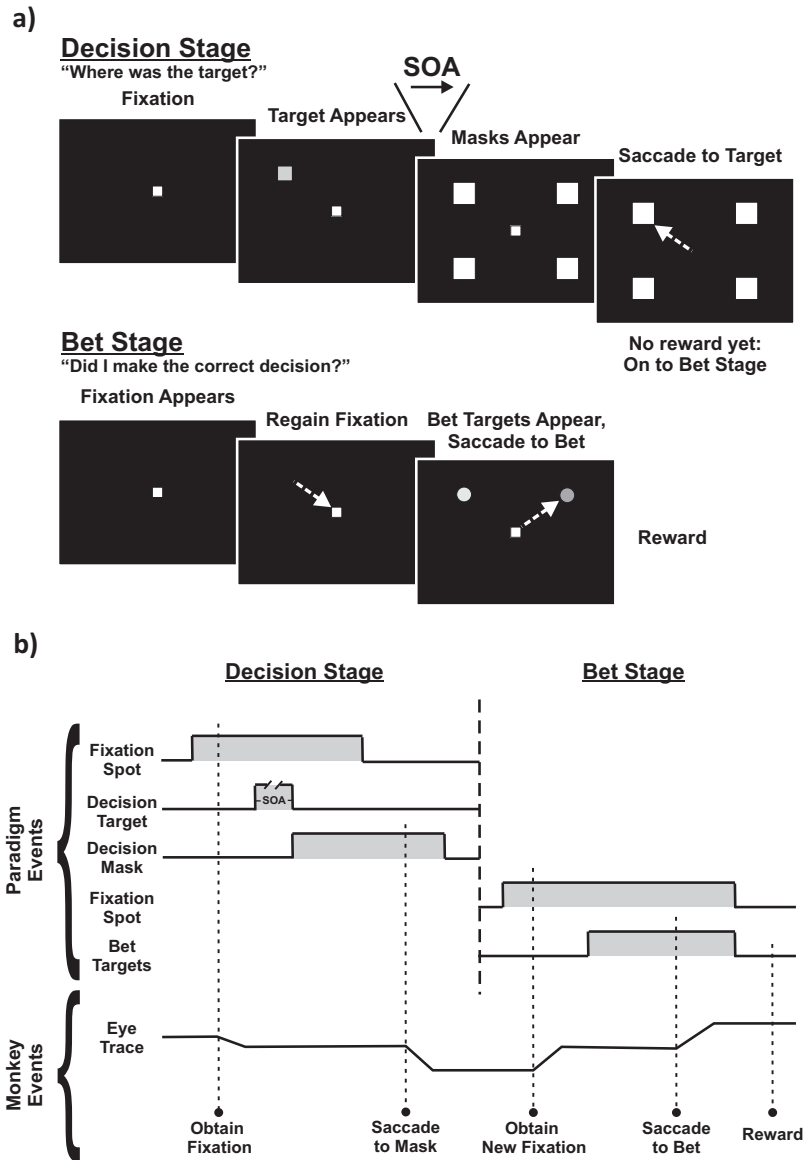 a)
Decision Stage
“Where was the target?”
SOA
Fixation
Target Appears
Masks Appear
Saccade to Target
No reward yet:
On to Bet Stage
Bet Stage
“Did I make the correct decision?”
Fixation Appears
Regain Fixation
Bet Targets Appear,
Saccade to Bet
Reward
b)
Decision Stage
Bet Stage
Paradigm
Events
Fixation
Spot
Decision
Target
SOA
Decision
Mask
Fixation
Spot
Bet
Targets
Monkey
Events
Eye
Trace
Obtain
Fixation
Saccade
to Mask
Obtain
New Fixation
Saccade
to Bet
Reward